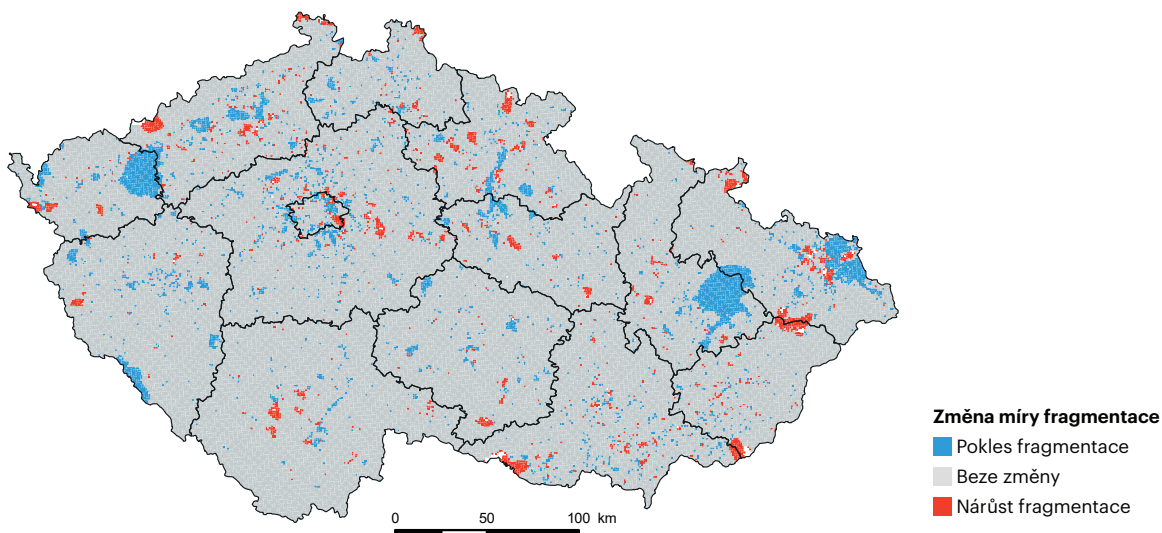 Změna míry fragmentace
Pokles fragmentace
Beze změny
Nárůst fragmentace
0 50 100 km